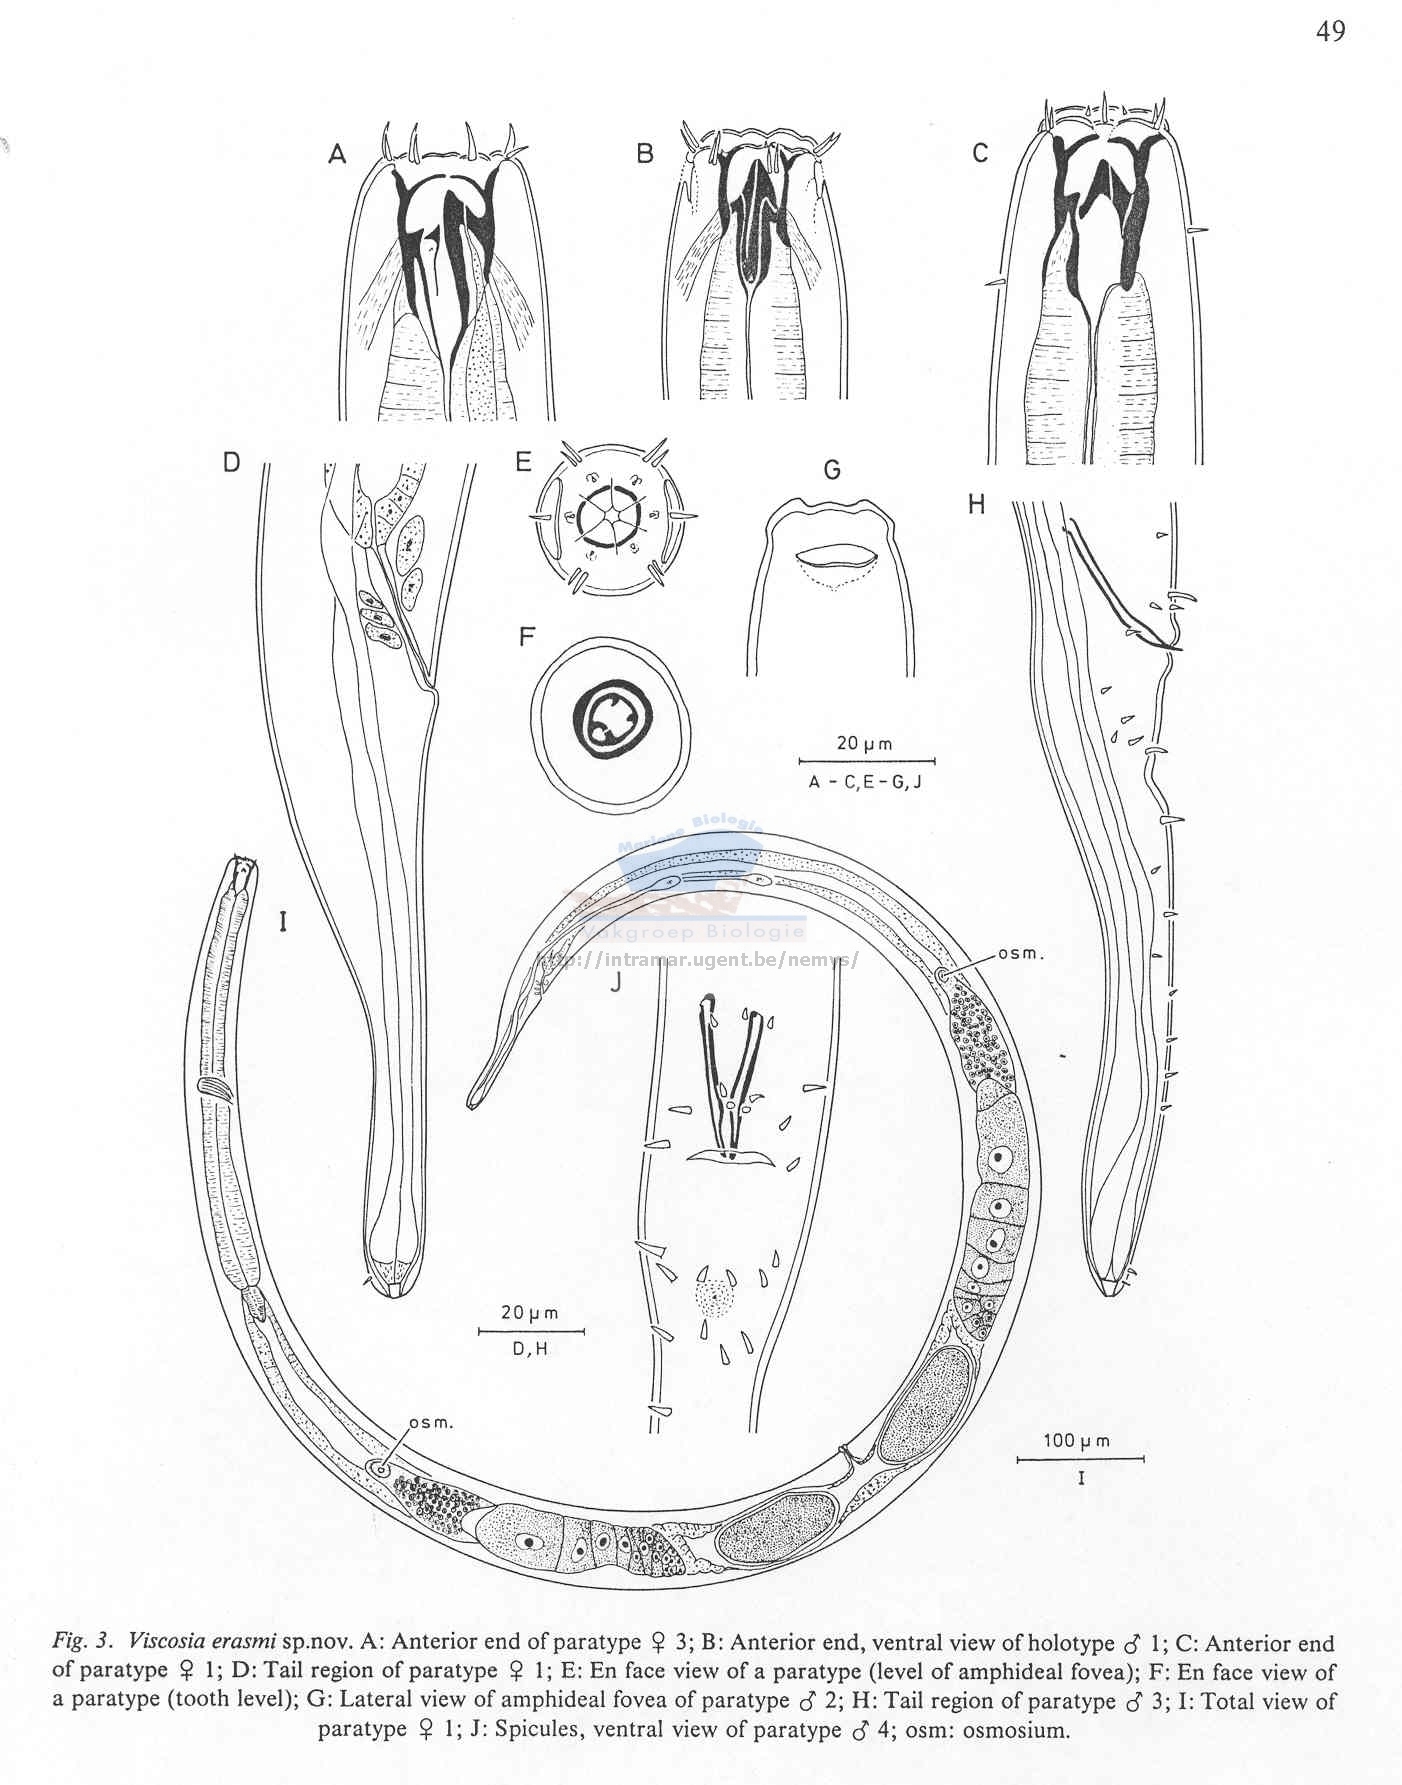 49
A
B
C
D
E
G
H
F
20 µm
A - C, E - G, J
Mariene Biologie
I
Vakgroep Biologie
http://intramar.ugent.be/nemys/
osm.
J
20 µm
D, H
osm.
100 µm
I
Fig. 3. Viscosia erasmi sp.nov. A: Anterior end of paratype ♀ 3; B: Anterior end, ventral view of holotype ♂ 1; C: Anterior end
of paratype ♀ 1; D: Tail region of paratype ♀ 1; E: En face view of a paratype (level of amphideal fovea); F: En face view of
a paratype (tooth level); G: Lateral view of amphideal fovea of paratype ♂ 2; H: Tail region of paratype ♂ 3; I: Total view of
paratype ♀ 1; J: Spicules, ventral view of paratype ♂ 4; osm: osmosium.